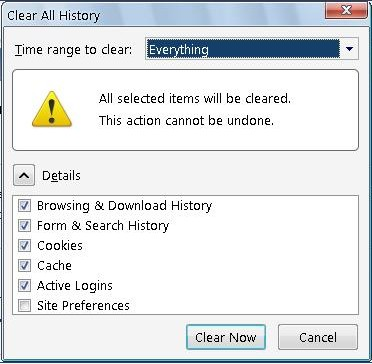 Clear All History
Time range to clear: Everything
All selected items will be cleared.
This action cannot be undone.
Details
Browsing & Download History
Form & Search History
Cookies
Cache
Active Logins
Site Preferences
Clear Now Cancel